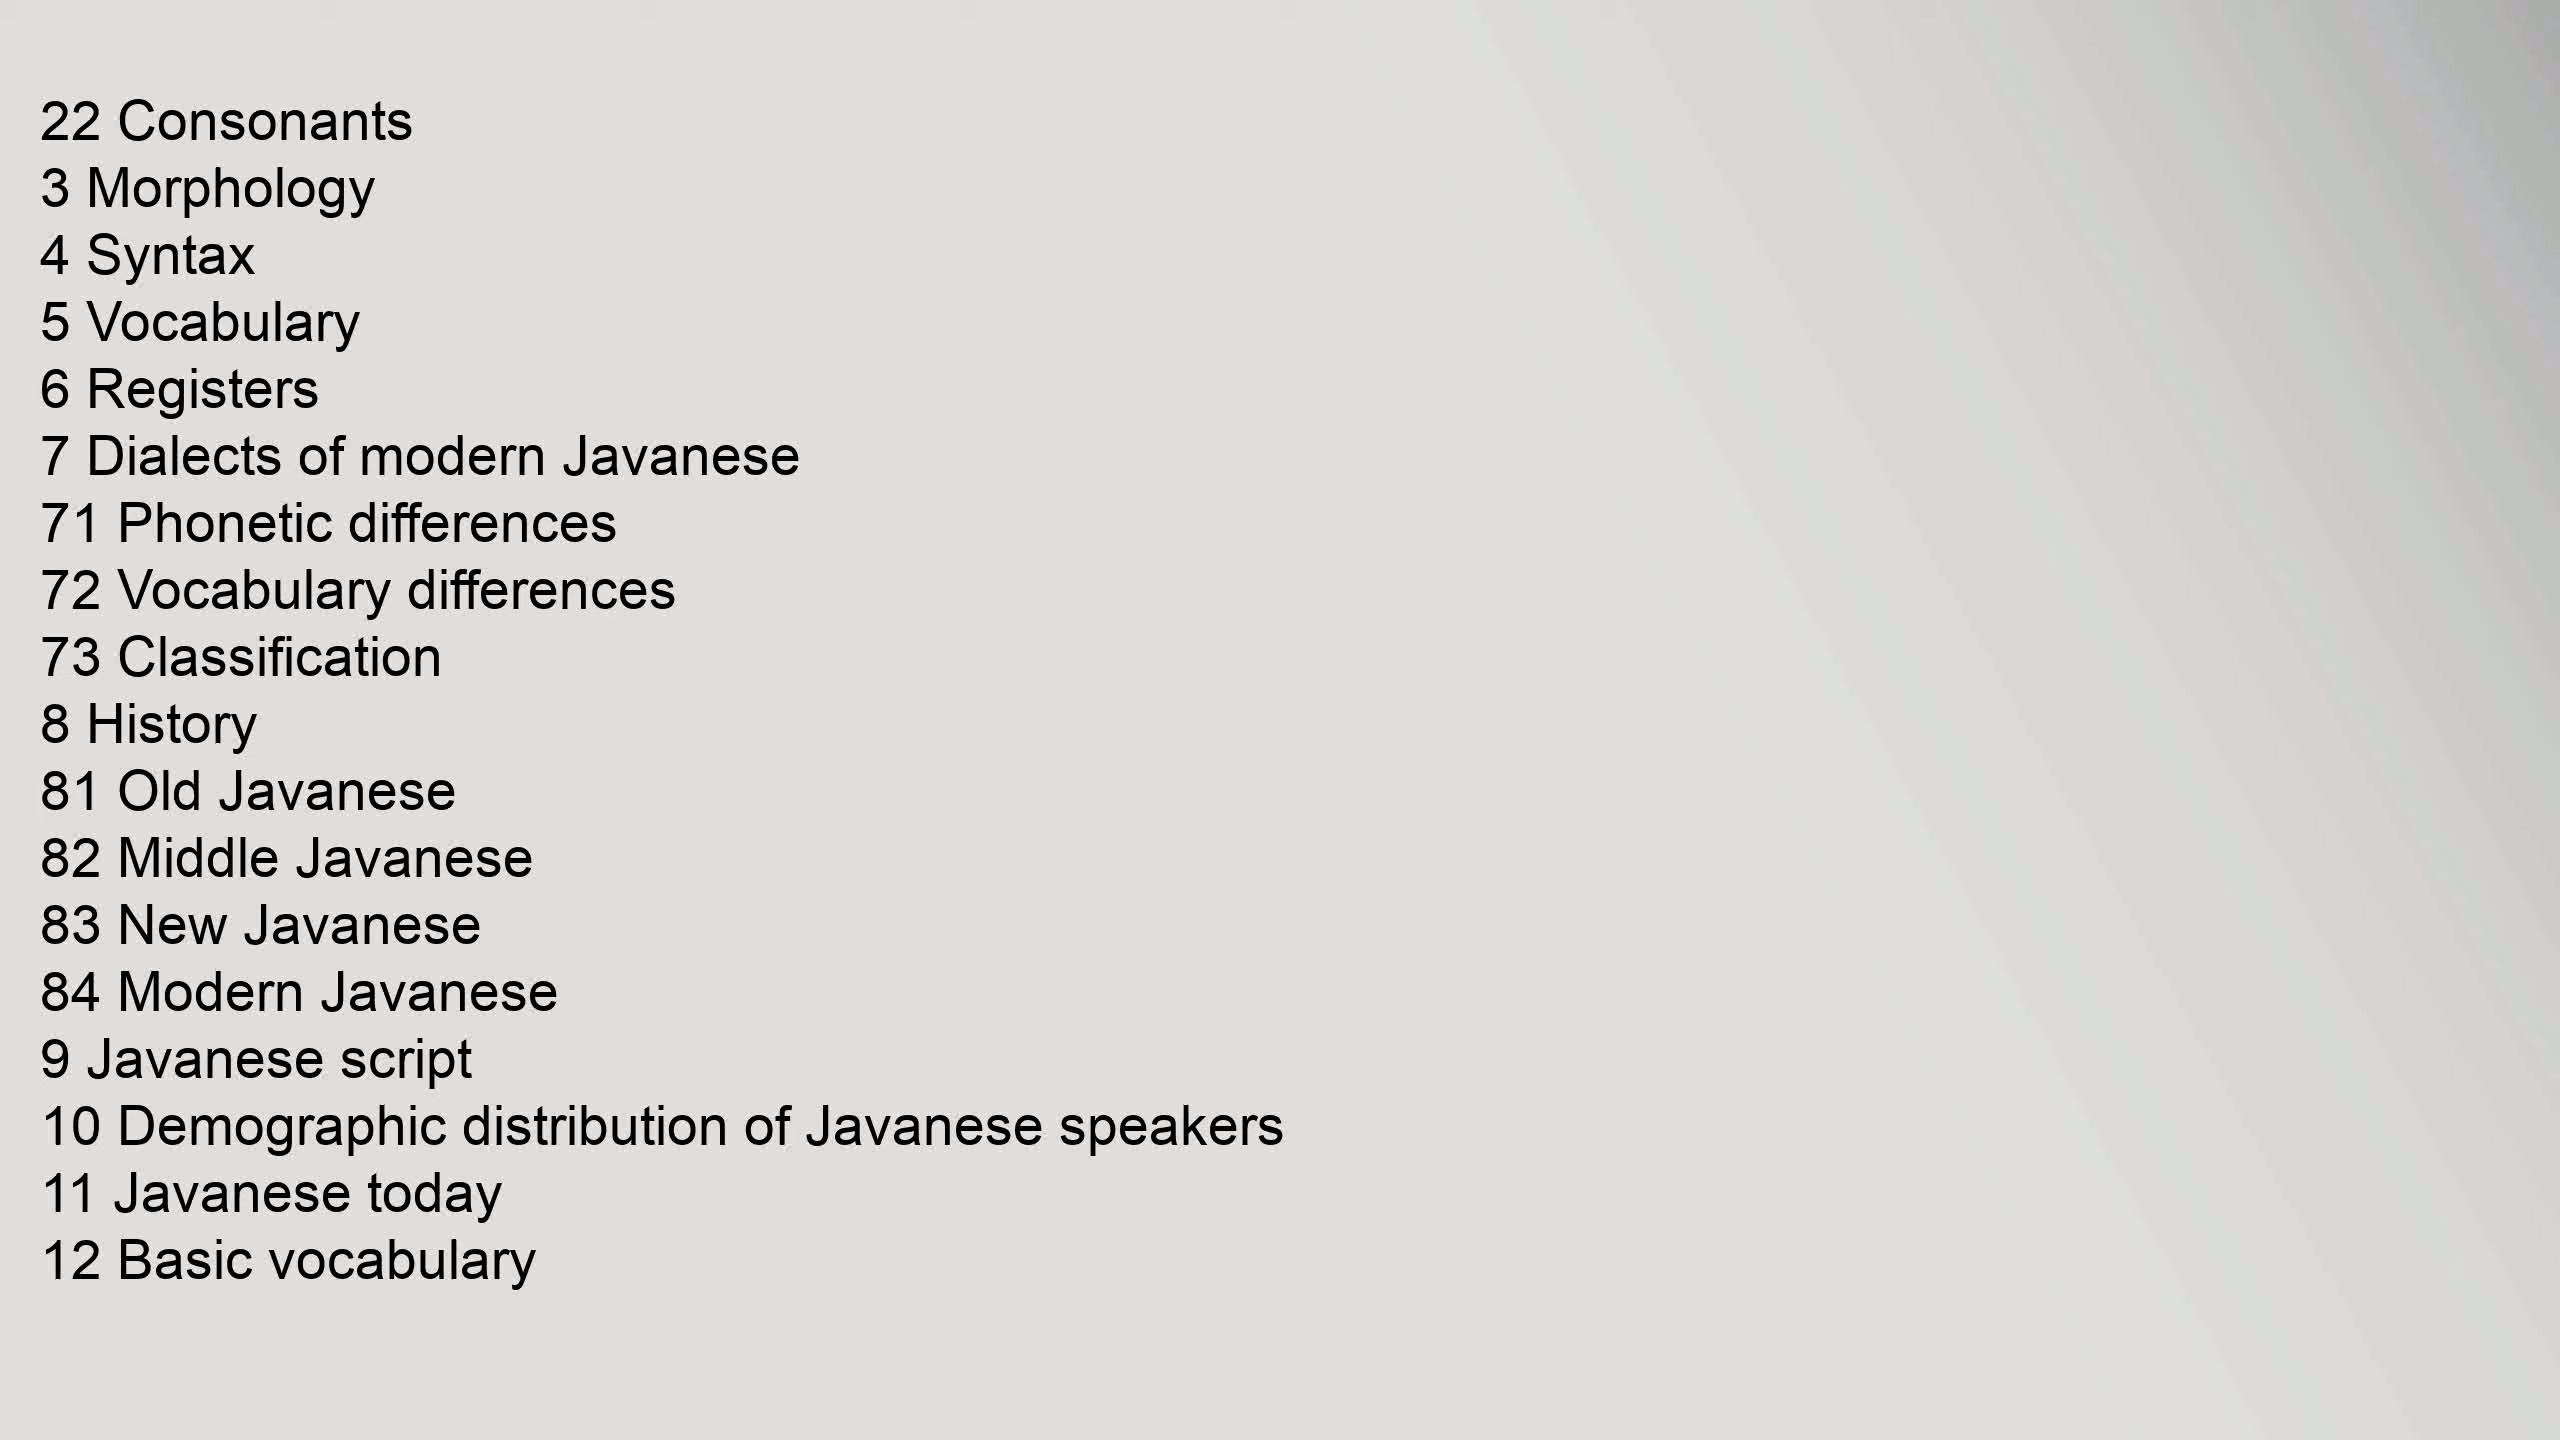 22 Consonants
3 Morphology
4 Syntax
5 Vocabulary
6 Registers
7 Dialects of modern Javanese
71 Phonetic differences
72 Vocabulary differences
73 Classification
8 History
81 Old Javanese
82 Middle Javanese
83 New Javanese
84 Modern Javanese
9 Javanese script
10 Demographic distribution of Javanese speakers
11 Javanese today
12 Basic vocabulary